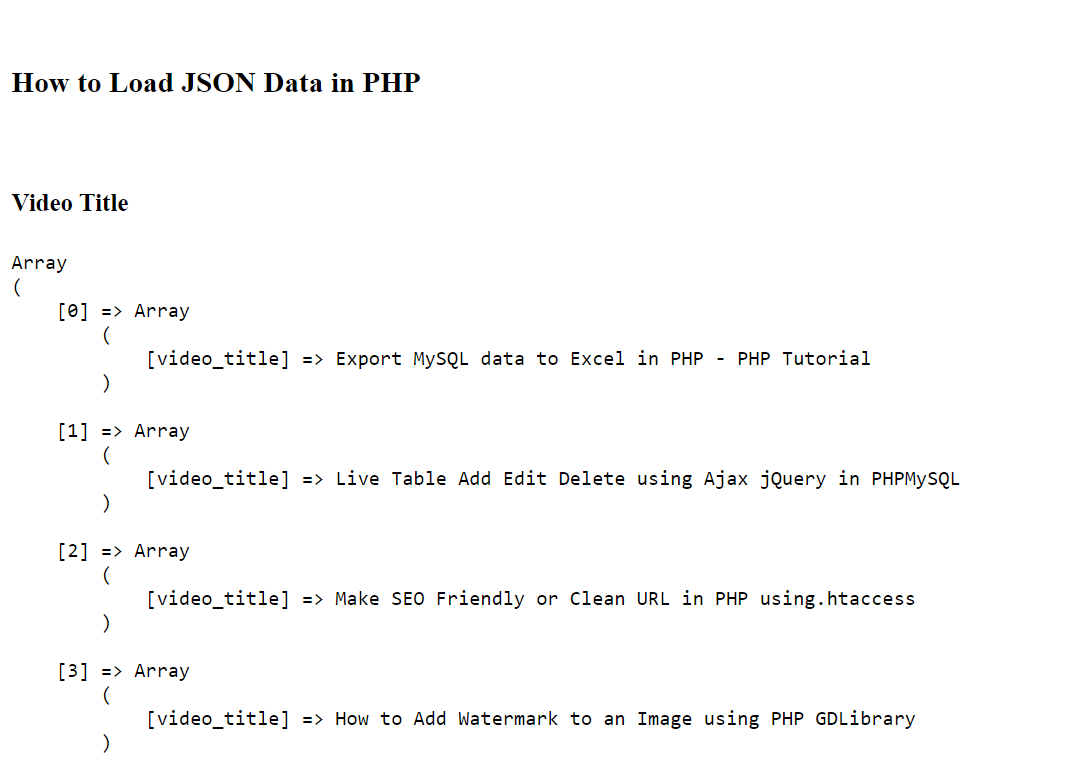 How to Load JSON Data in PHP
Video Title
Array
(
[0] => Array
(
[video_title] => Export MySQL data to Excel in PHP - PHP Tutorial
)
[1] => Array
(
[video_title] => Live Table Add Edit Delete using Ajax jQuery in PHPMySQL
)
[2] => Array
(
[video_title] => Make SEO Friendly or Clean URL in PHP using.htaccess
)
[3] => Array
(
[video_title] => How to Add Watermark to an Image using PHP GDLibrary
)